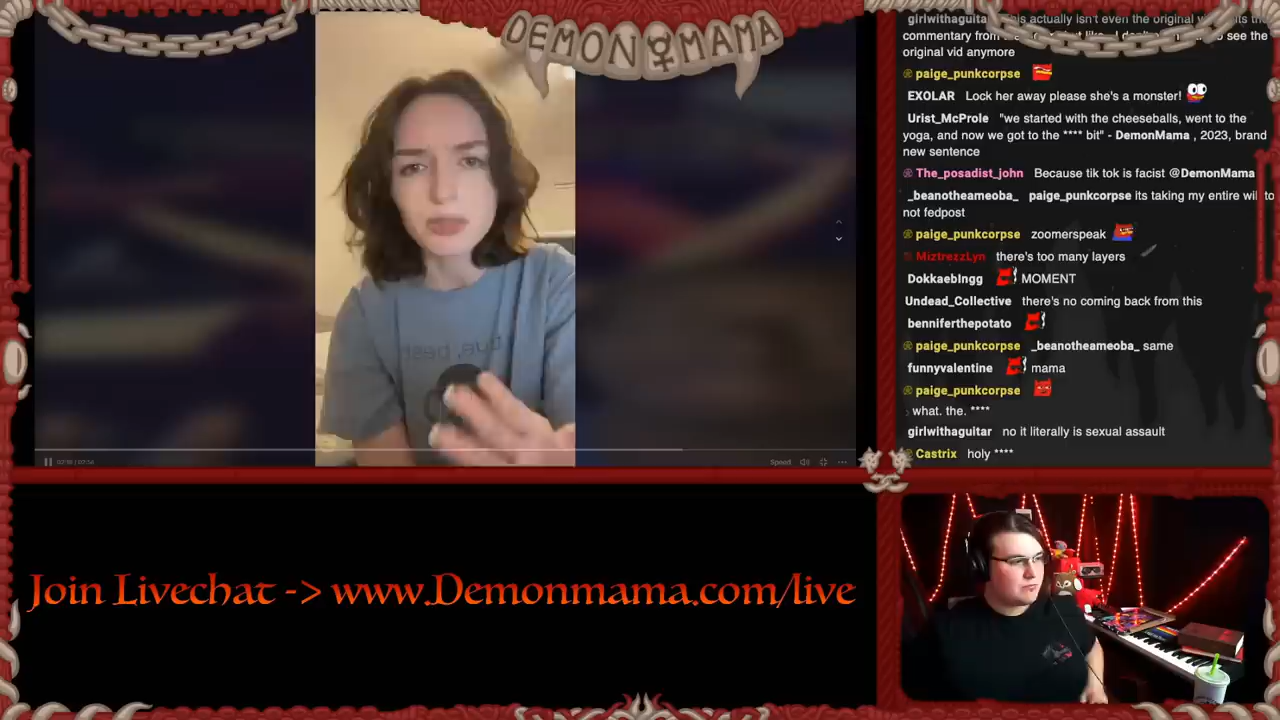 DEMON MAMA
original vid anymore
paige_punkcorpse
EXOLAR Lock her away please she's a monster!
Urist_McProle "we started with the cheeseballs, went to the
yoga, and now we got to the **** bit" - DemonMama , 2023, brand
new sentence
The_posadist_john Because tik tok is facist @DemonMama
_beanotheameoba_ paige_punkcorpse its taking my entire will to
not fedpost
paige_punkcorpse zoomerspeak
MiztrezzLyn there's too many layers
DokkaebIngg MOMENT
Undead_Collective there's no coming back from this
benniferthepotato
paige_punkcorpse _beanotheameoba_ same
funnyvalentine mama
paige_punkcorpse
what. the. ****
girlwithaguitar no it literally is sexual assault
Castrix holy ****
Speed
Join Livechat -> www.Demonmama.com/live